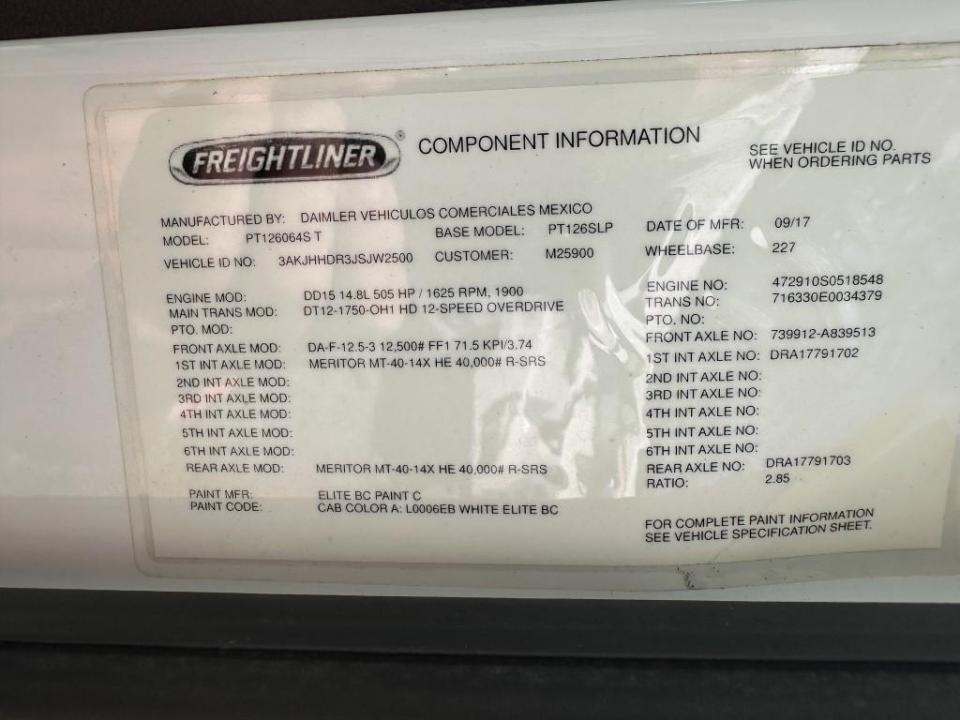 FREIGHTLINER® COMPONENT INFORMATION
SEE VEHICLE ID NO.
WHEN ORDERING PARTS
MANUFACTURED BY: DAIMLER VEHICULOS COMERCIALES MEXICO DATE OF MFR: 09/17
MODEL: PT126064S T BASE MODEL: PT126SLP WHEELBASE: 227
VEHICLE ID NO: 3AKJHHDR3JSJW2500 CUSTOMER: M25900
ENGINE MOD: DD15 14.8L 505 HP / 1625 RPM, 1900 ENGINE NO: 472910S0518548
MAIN TRANS MOD: DT12-1750-OH1 HD 12-SPEED OVERDRIVE TRANS NO: 716330E0034379
PTO. MOD: PTO. NO:
FRONT AXLE MOD: DA-F-12.5-3 12,500# FF1 71.5 KPI/3.74 FRONT AXLE NO: 739912-A839513
1ST INT AXLE MOD: MERITOR MT-40-14X HE 40,000# R-SRS 1ST INT AXLE NO: DRA17791702
2ND INT AXLE MOD: 2ND INT AXLE NO:
3RD INT AXLE MOD: 3RD INT AXLE NO:
4TH INT AXLE MOD: 4TH INT AXLE NO:
5TH INT AXLE MOD: 5TH INT AXLE NO:
6TH INT AXLE MOD: 6TH INT AXLE NO:
REAR AXLE MOD: MERITOR MT-40-14X HE 40,000# R-SRS REAR AXLE NO: DRA17791703
RATIO: 2.85
PAINT MFR: ELITE BC PAINT C
PAINT CODE: CAB COLOR A: L0006EB WHITE ELITE BC
FOR COMPLETE PAINT INFORMATION
SEE VEHICLE SPECIFICATION SHEET.